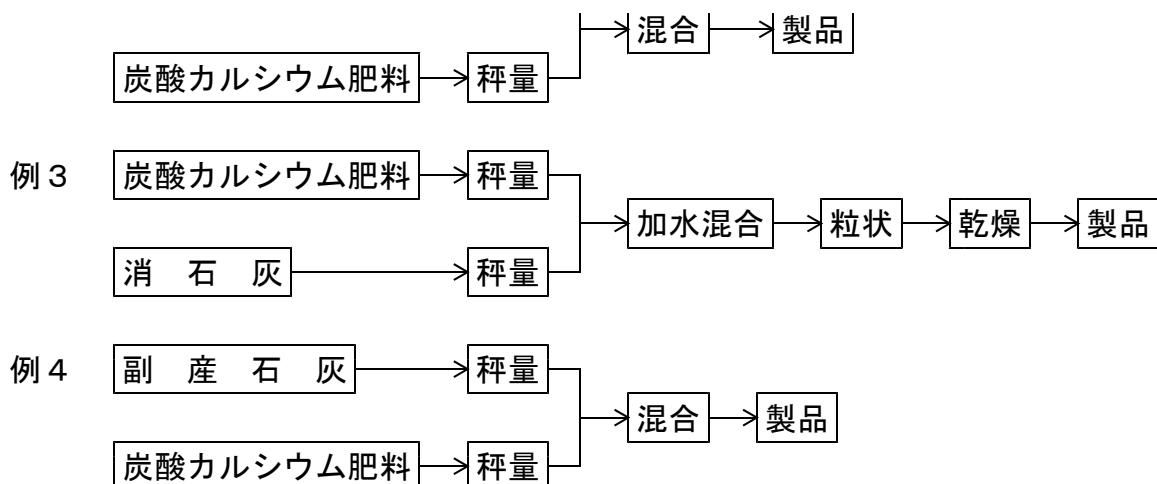 混合 製品
炭酸カルシウム肥料 秤量
例3 炭酸カルシウム肥料 秤量
加水混合 粒状 乾燥 製品
消 石 灰 秤量
例4 副 産 石 灰 秤量
混合 製品
炭酸カルシウム肥料 秤量